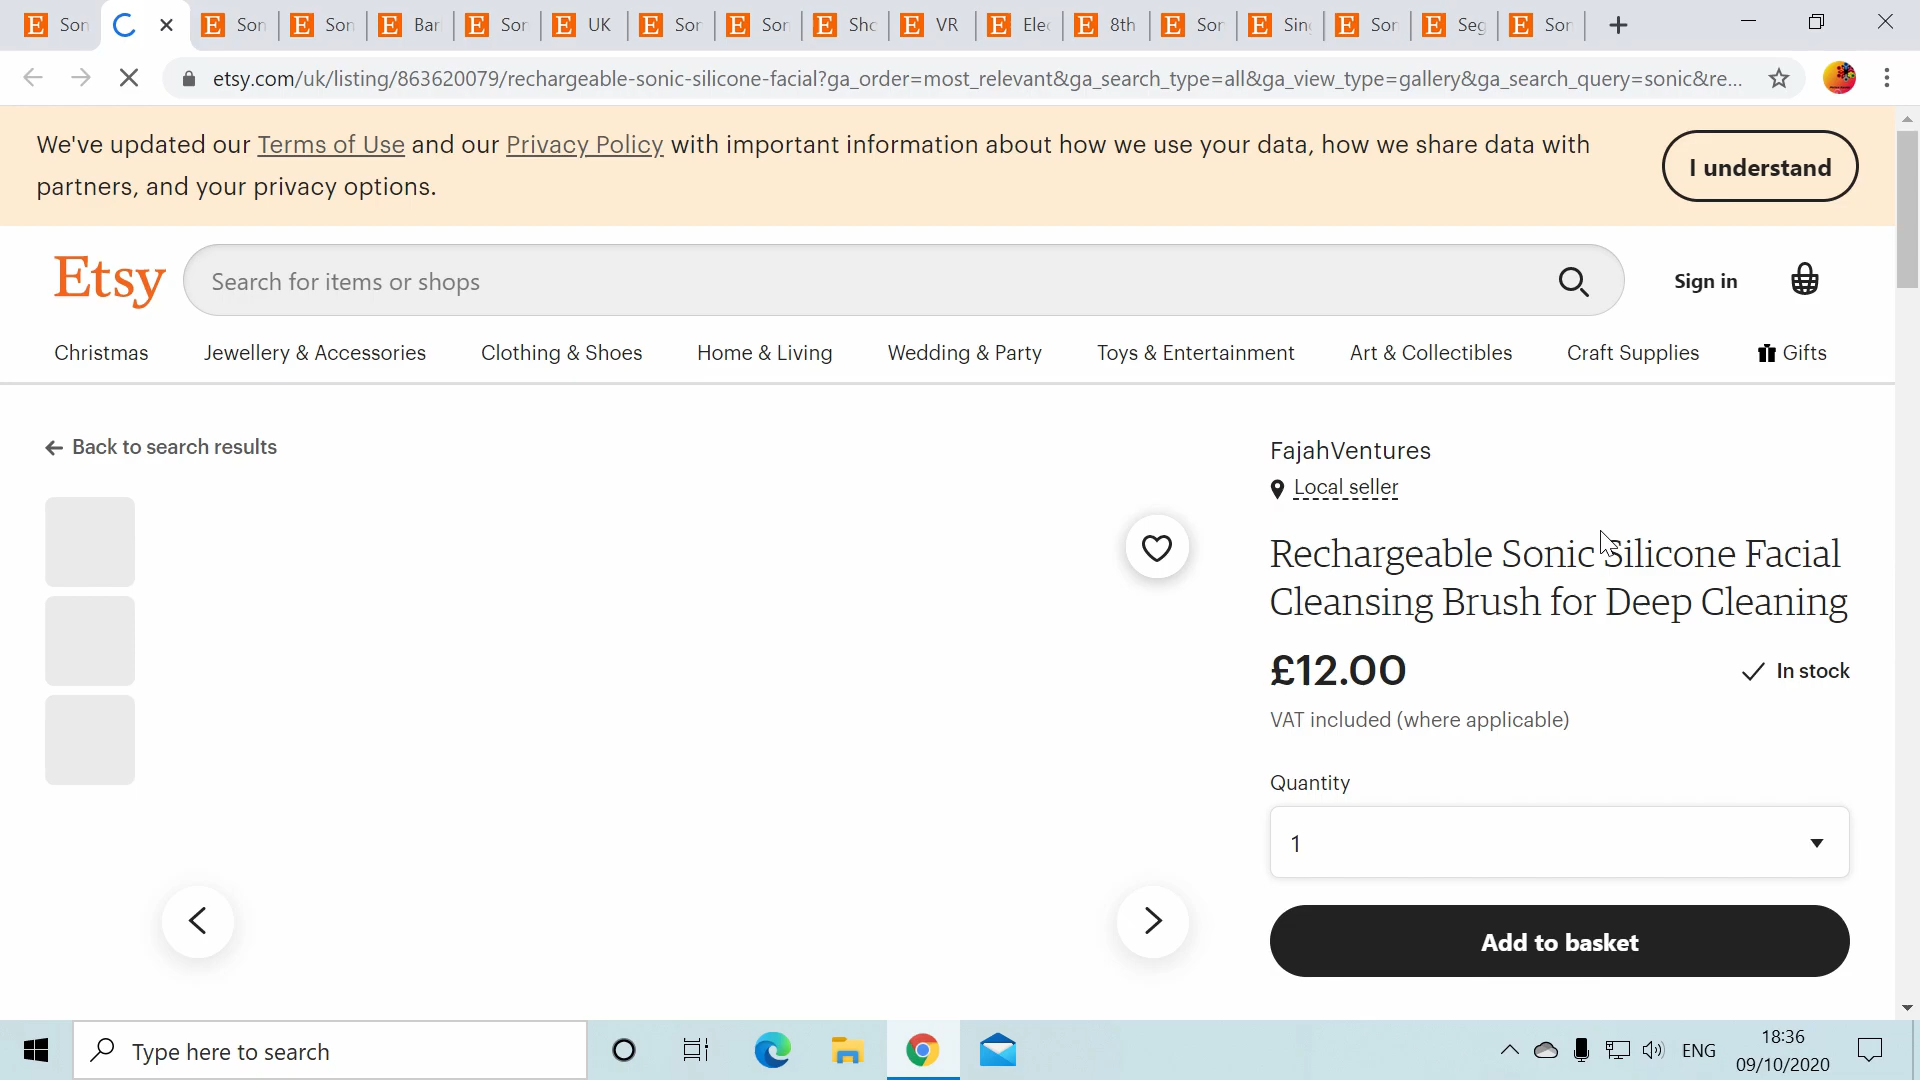 Son
Son
Son
Bar
Son
UK
Son
Son
Sho
VR
Elec
8th
Son
Sing
Son
Seg
Son
etsy.com/uk/listing/863620079/rechargeable-sonic-silicone-facial?ga_order=most_relevant&ga_search_type=all&ga_view_type=gallery&ga_search_query=sonic&re...
We've updated our Terms of Use and our Privacy Policy with important information about how we use your data, how we share data with
partners, and your privacy options.
I understand
Etsy
Search for items or shops
Sign in
Christmas
Jewellery & Accessories
Clothing & Shoes
Home & Living
Wedding & Party
Toys & Entertainment
Art & Collectibles
Craft Supplies
Gifts
Back to search results
FajahVentures
Local seller
Rechargeable Sonic Silicone Facial
Cleansing Brush for Deep Cleaning
£12.00
In stock
VAT included (where applicable)
Quantity
1
Add to basket
Type here to search
ENG
18:36
09/10/2020